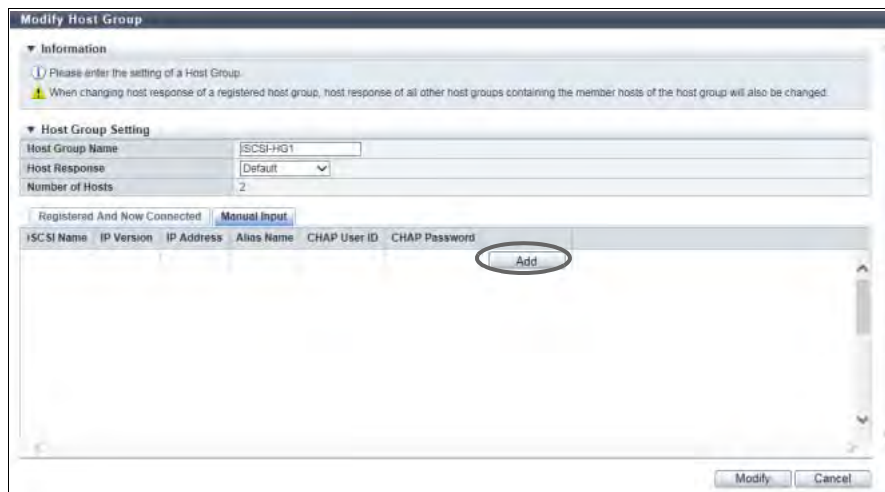 Modify Host Group
Information
Please enter the setting of a Host Group.
When changing host response of a registered host group, host response of all other host groups containing the member hosts of the host group will also be changed.
Host Group Setting
Host Group Name iSCSI-HG1
Host Response Default
Number of Hosts 2
Registered And Now Connected Manual Input
iSCSI Name IP Version IP Address Alias Name CHAP User ID CHAP Password
Add
Modify Cancel